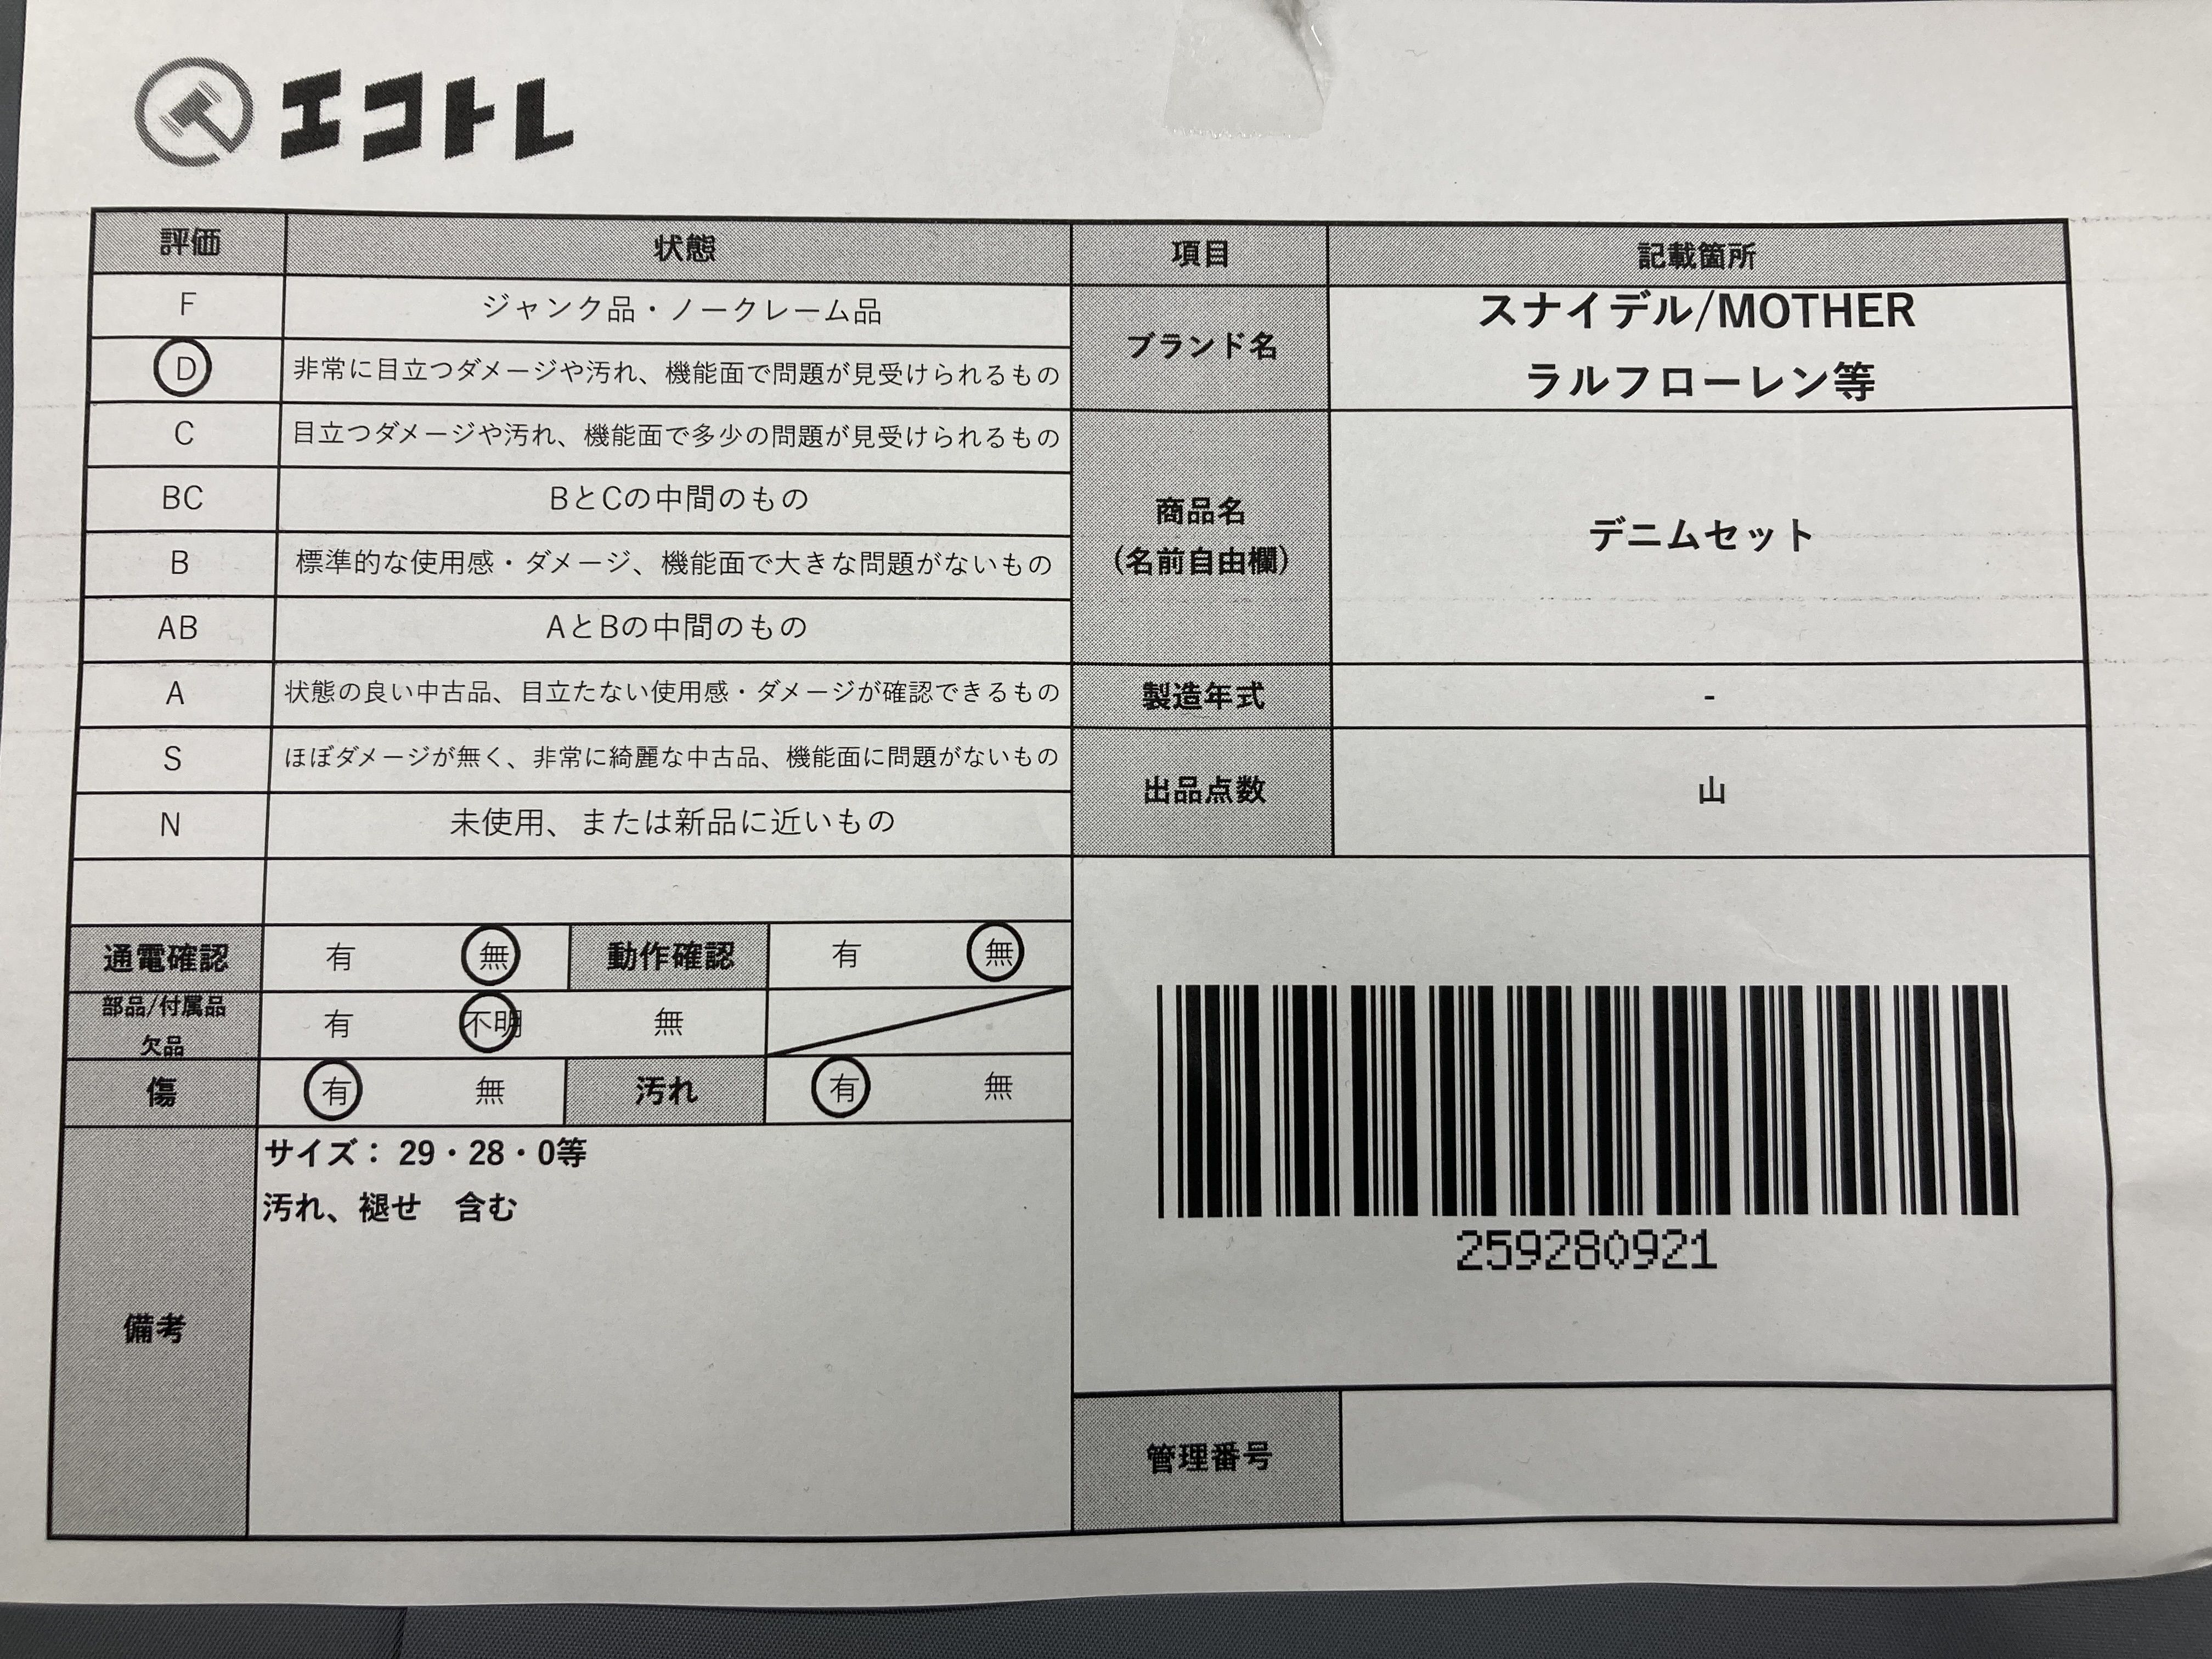 エコトレ
評価 状態 項目 記載箇所
F ジャンク品・ノークレーム品
D 非常に目立つダメージや汚れ、機能面で問題が見受けられるもの
C 目立つダメージや汚れ、機能面で多少の問題が見受けられるもの
BC BとCの中間のもの
B 標準的な使用感・ダメージ、機能面で大きな問題がないもの
AB AとBの中間のもの
A 状態の良い中古品、目立たない使用感・ダメージが確認できるもの
S ほぼダメージが無く、非常に綺麗な中古品、機能面に問題がないもの
N 未使用、または新品に近いもの
ブランド名 スナイデル/MOTHER
ラルフローレン等
商品名
(名前自由欄)
デニムセット
製造年式 -
出品点数 山
通電確認 有 無 動作確認 有 無
部品/付属品
欠品
有 不明 無
傷 有 無 汚れ 有 無
備考
サイズ： 29・28・0等
汚れ、褪せ　含む
259280921
管理番号